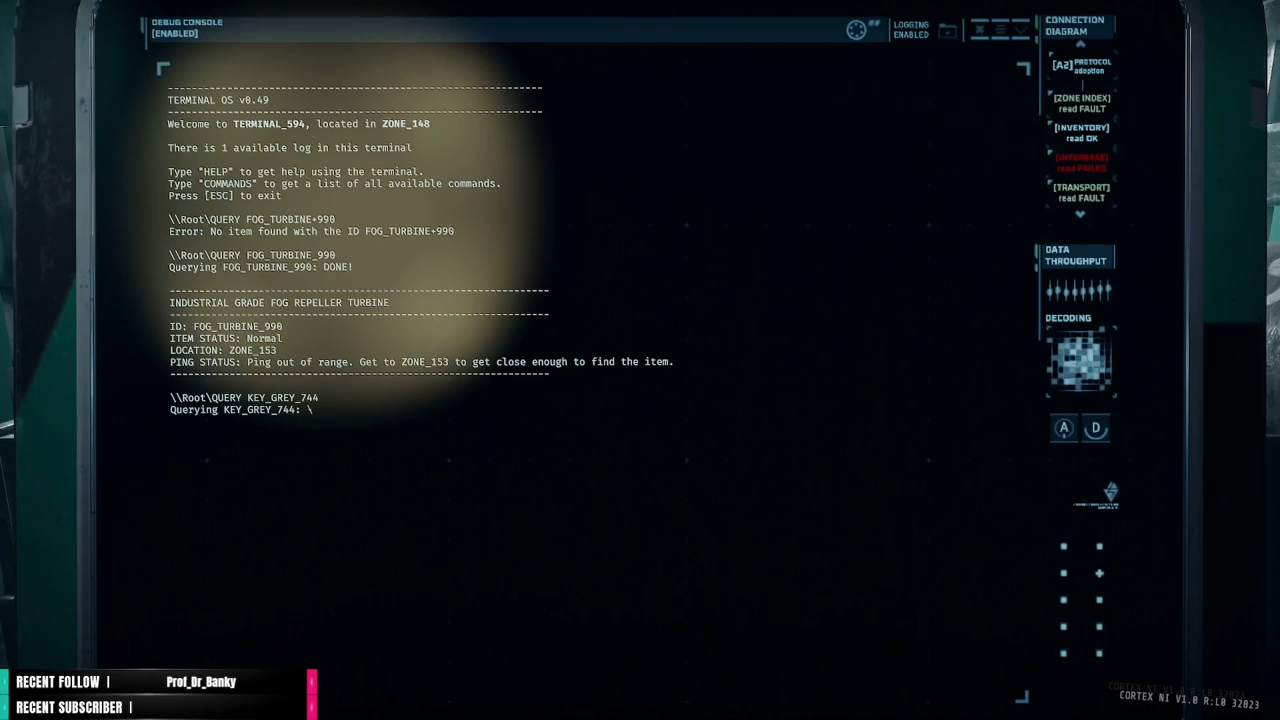 DEBUG CONSOLE
[ENABLED]
LOGGING
ENABLED
CONNECTION
DIAGRAM
[A2] PROTOCOL
adoption
[ZONE INDEX]
read FAULT
[INVENTORY]
read OK
[INTERBASE]
read FAILED
[TRANSPORT]
read FAULT
DATA
THROUGHPUT
DECODING
A D
------------------------------------------------------------------
TERMINAL OS v0.49
------------------------------------------------------------------
Welcome to TERMINAL_594, located in ZONE_148
There is 1 available log in this terminal
Type "HELP" to get help using the terminal.
Type "COMMANDS" to get a list of all available commands.
Press [ESC] to exit
\\Root\QUERY FOG_TURBINE+990
Error: No item found with the ID FOG_TURBINE+990
\\Root\QUERY FOG_TURBINE_990
Querying FOG_TURBINE_990: DONE!
------------------------------------------------------------------
INDUSTRIAL GRADE FOG REPELLER TURBINE
------------------------------------------------------------------
ID: FOG_TURBINE_990
ITEM STATUS: Normal
LOCATION: ZONE_153
PING STATUS: Ping out of range. Get to ZONE_153 to get close enough to find the item.
------------------------------------------------------------------
\\Root\QUERY KEY_GREY_744
Querying KEY_GREY_744: \
RECENT FOLLOW | Prof_Dr_Banky
RECENT SUBSCRIBER |
CORTEX NI V1.0 R:L0 32823